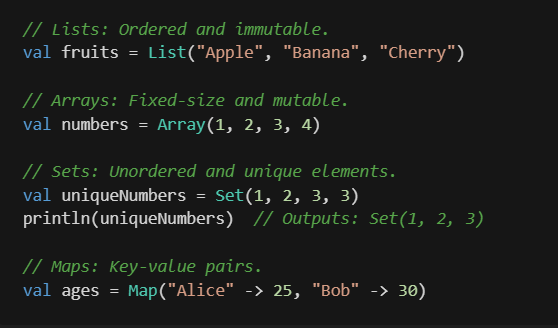 // Lists: Ordered and immutable.
val fruits = List("Apple", "Banana", "Cherry")
// Arrays: Fixed-size and mutable.
val numbers = Array(1, 2, 3, 4)
// Sets: Unordered and unique elements.
val uniqueNumbers = Set(1, 2, 3, 3)
println(uniqueNumbers)  // Outputs: Set(1, 2, 3)
// Maps: Key-value pairs.
val ages = Map("Alice" -> 25, "Bob" -> 30)